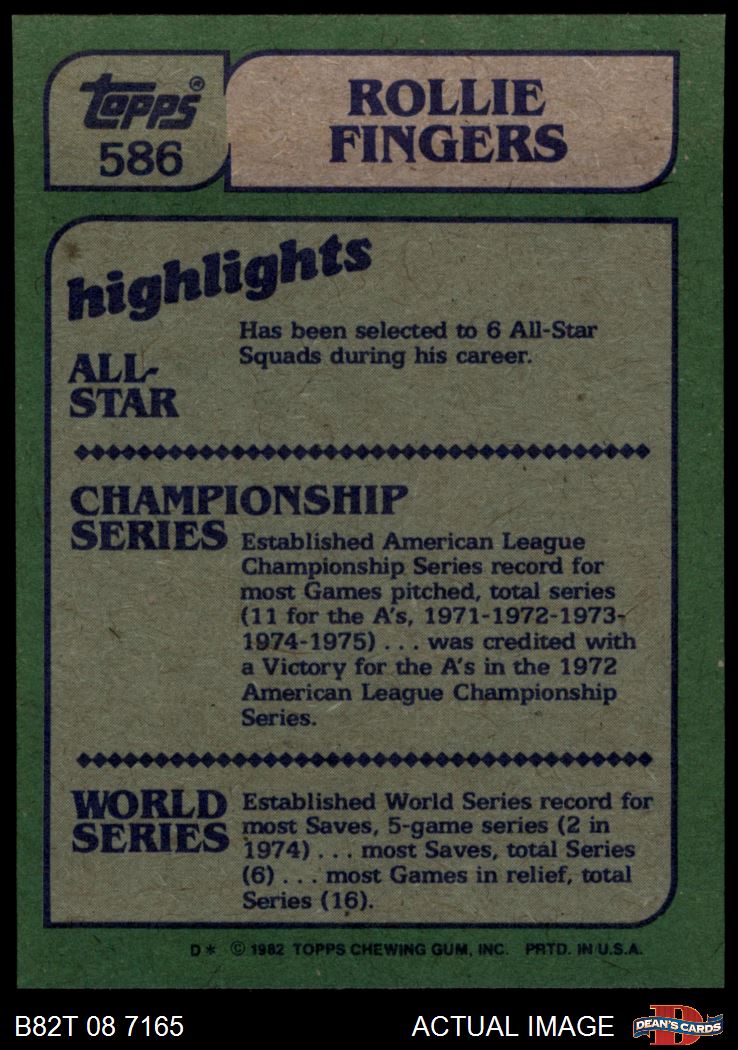 topps®
586
ROLLIE
FINGERS
highlights
ALL-
STAR
Has been selected to 6 All-Star
Squads during his career.
CHAMPIONSHIP
SERIES
Established American League
Championship Series record for
most Games pitched, total series
(11 for the A's, 1971-1972-1973-
1974-1975) . . . was credited with
a Victory for the A's in the 1972
American League Championship
Series.
WORLD
SERIES
Established World Series record for
most Saves, 5-game series (2 in
1974) . . . most Saves, total Series
(6) . . . most Games in relief, total
Series (16).
D* © 1982 TOPPS CHEWING GUM, INC. PRTD. IN U.S.A.
B82T 08 7165
ACTUAL IMAGE
D
DEAN'S CARDS